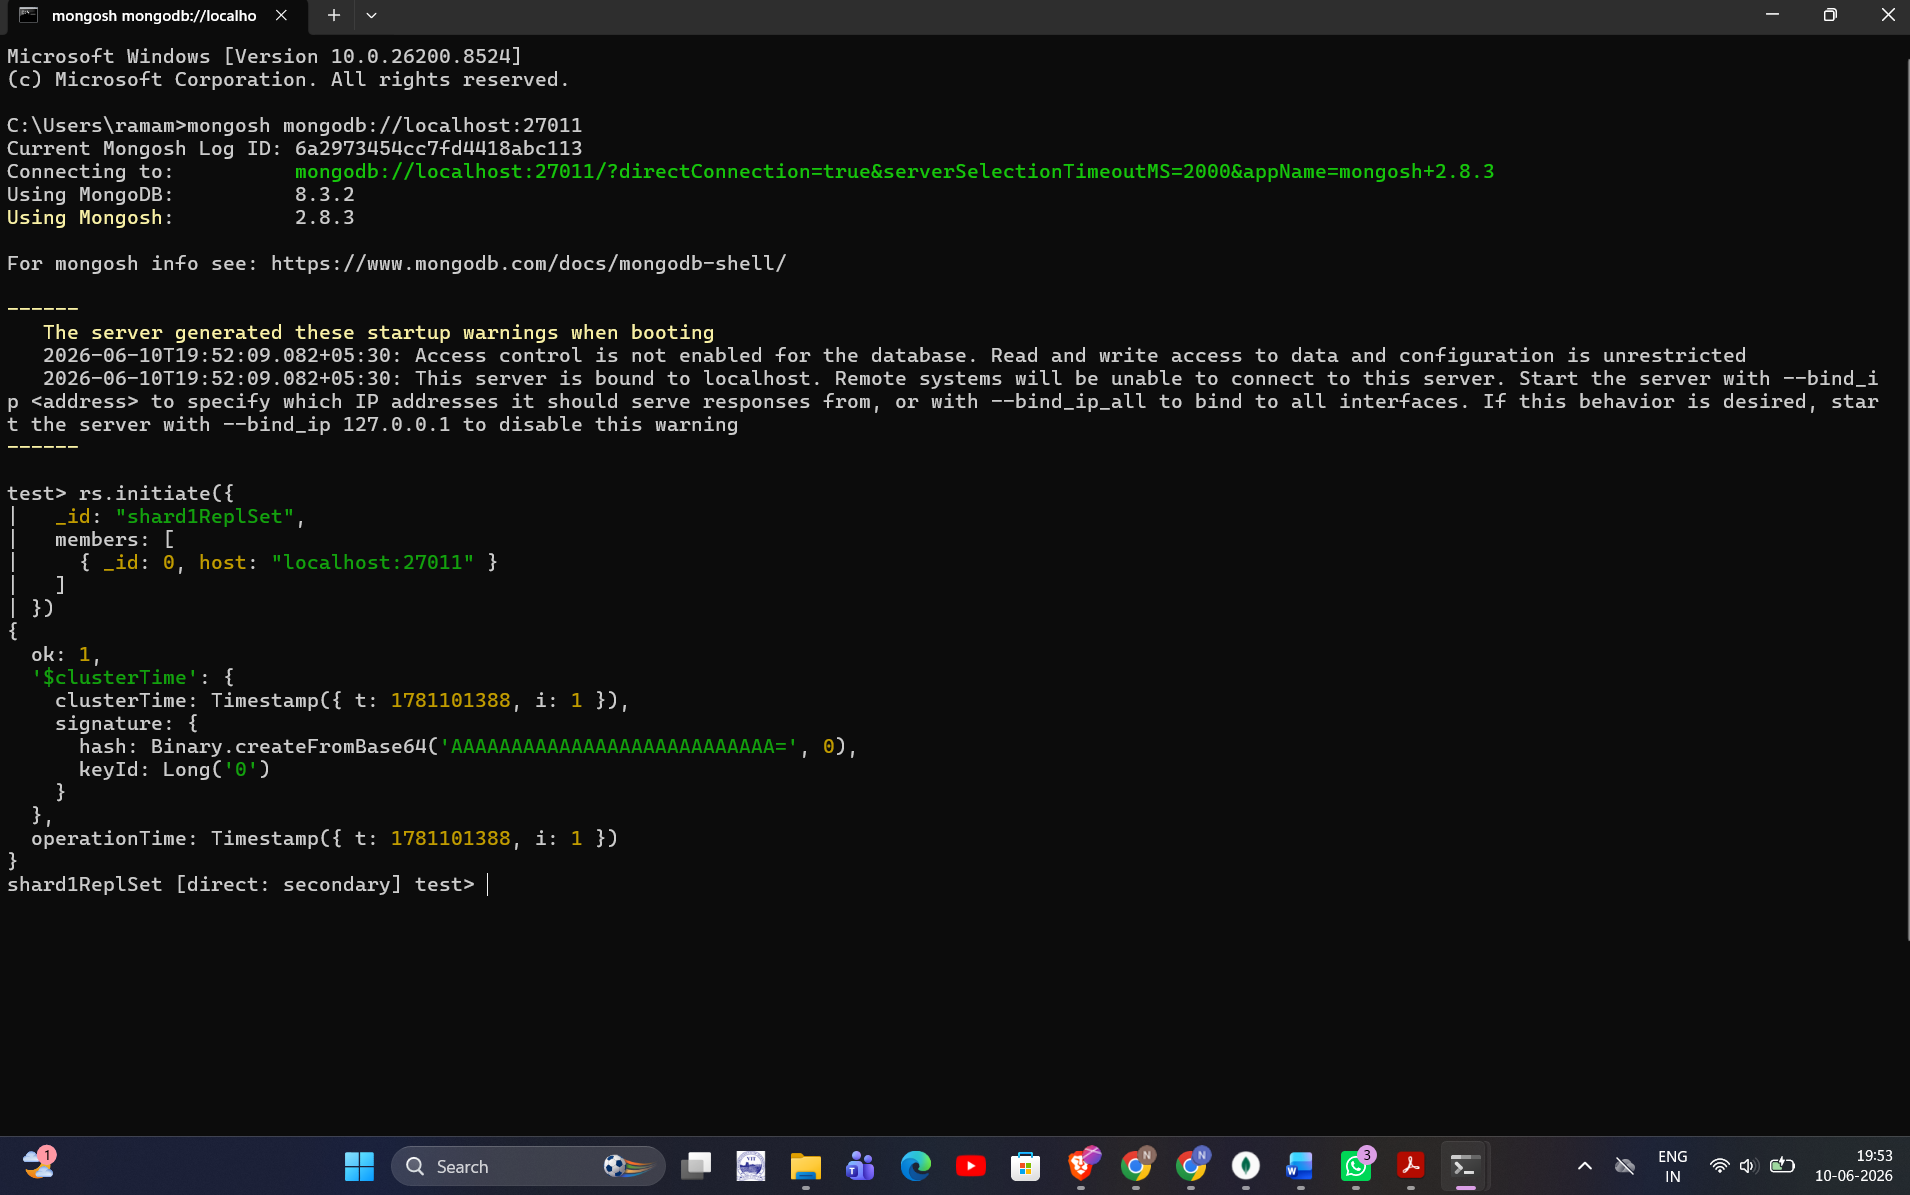 mongosh mongodb://localho
Microsoft Windows [Version 10.0.26200.8524]
(c) Microsoft Corporation. All rights reserved.
C:\Users\ramam>mongosh mongodb://localhost:27011
Current Mongosh Log ID: 6a2973454cc7fd4418abc113
Connecting to:          mongodb://localhost:27011/?directConnection=true&serverSelectionTimeoutMS=2000&appName=mongosh+2.8.3
Using MongoDB:          8.3.2
Using Mongosh:          2.8.3
For mongosh info see: https://www.mongodb.com/docs/mongodb-shell/
------
   The server generated these startup warnings when booting
   2026-06-10T19:52:09.082+05:30: Access control is not enabled for the database. Read and write access to data and configuration is unrestricted
   2026-06-10T19:52:09.082+05:30: This server is bound to localhost. Remote systems will be unable to connect to this server. Start the server with --bind_i
p <address> to specify which IP addresses it should serve responses from, or with --bind_ip_all to bind to all interfaces. If this behavior is desired, star
t the server with --bind_ip 127.0.0.1 to disable this warning
------
test> rs.initiate({
|   _id: "shard1ReplSet",
|   members: [
|     { _id: 0, host: "localhost:27011" }
|   ]
| })
{
  ok: 1,
  '$clusterTime': {
    clusterTime: Timestamp({ t: 1781101388, i: 1 }),
    signature: {
      hash: Binary.createFromBase64('AAAAAAAAAAAAAAAAAAAAAAAAAAA=', 0),
      keyId: Long('0')
    }
  },
  operationTime: Timestamp({ t: 1781101388, i: 1 })
}
shard1ReplSet [direct: secondary] test>
1
Search
VIT
T
N
N
W
3
ENG
IN
19:53
10-06-2026